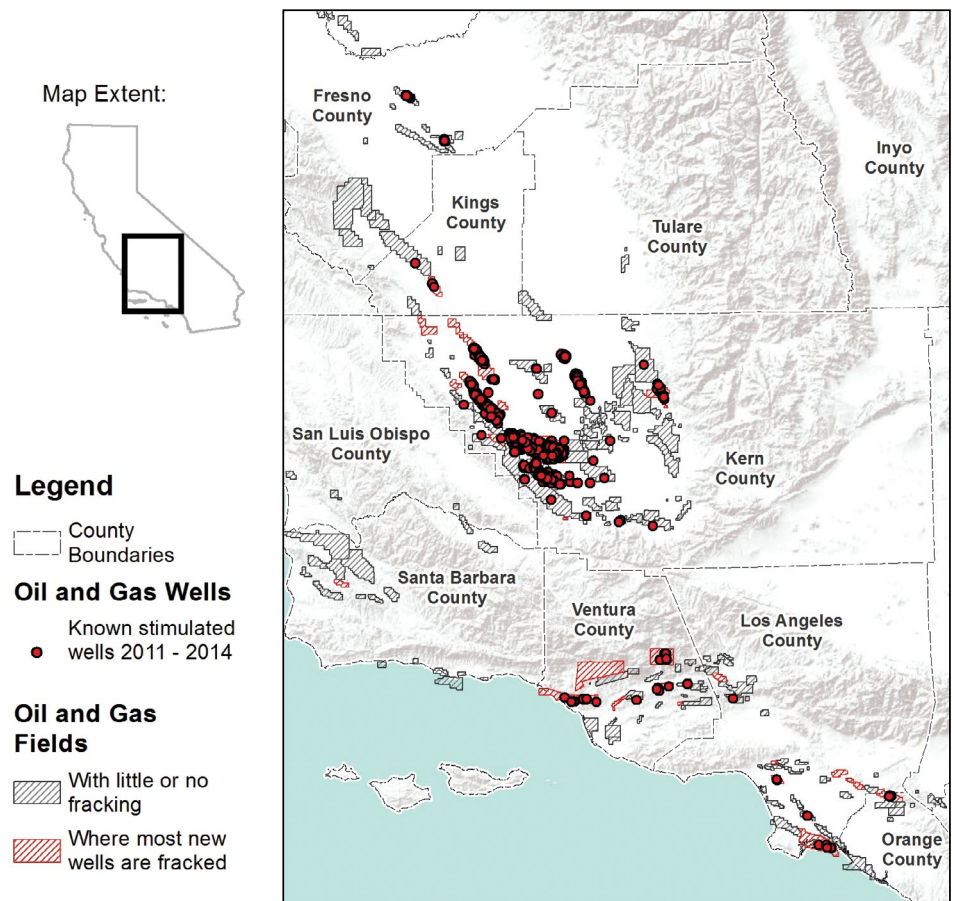 Map Extent:
Legend
County
Boundaries
Oil and Gas Wells
Known stimulated
wells 2011 - 2014
Oil and Gas
Fields
With little or no
fracking
Where most new
wells are fracked
Fresno
County
Inyo
County
Kings
County
Tulare
County
San Luis Obispo
County
Kern
County
Santa Barbara
County
Ventura
County
Los Angeles
County
Orange
County